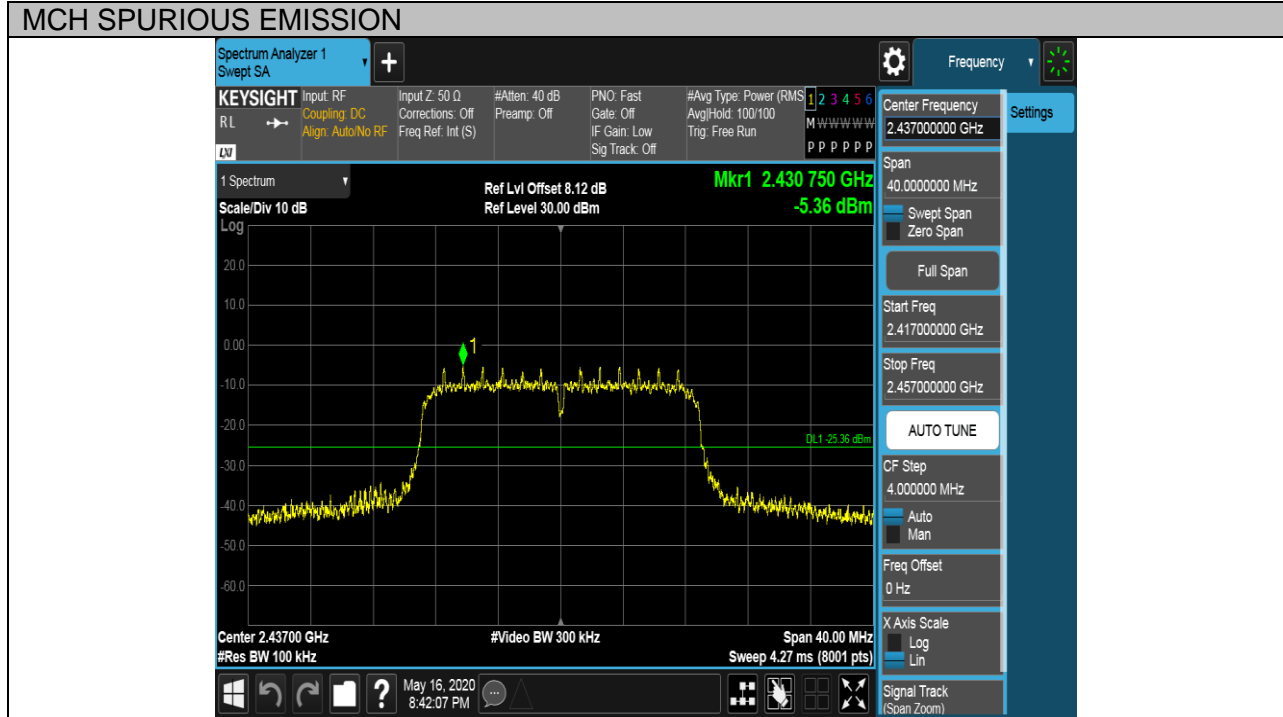 MCH SPURIOUS EMISSION
Spectrum Analyzer 1
Swept SA
Frequency
KEYSIGHT
RL
LXI
Input: RF
Coupling: DC
Align: Auto/No RF
Input Z: 50 Ω
Corrections: Off
Freq Ref: Int (S)
#Atten: 40 dB
Preamp: Off
PNO: Fast
Gate: Off
IF Gain: Low
Sig Track: Off
#Avg Type: Power (RMS
Avg|Hold: 100/100
Trig: Free Run
1 2 3 4 5 6
M W W W W W
P P P P P P
1 Spectrum
Scale/Div 10 dB
Log
Ref Lvl Offset 8.12 dB
Ref Level 30.00 dBm
Mkr1 2.430 750 GHz
-5.36 dBm
20.0
10.0
0.00
-10.0
-20.0
-30.0
-40.0
-50.0
-60.0
1
DL1 -25.36 dBm
Center 2.43700 GHz
#Res BW 100 kHz
#Video BW 300 kHz
Span 40.00 MHz
Sweep 4.27 ms (8001 pts)
Center Frequency
2.437000000 GHz
Settings
Span
40.0000000 MHz
Swept Span
Zero Span
Full Span
Start Freq
2.417000000 GHz
Stop Freq
2.457000000 GHz
AUTO TUNE
CF Step
4.000000 MHz
Auto
Man
Freq Offset
0 Hz
X Axis Scale
Log
Lin
Signal Track
(Span Zoom)
?
May 16, 2020
8:42:07 PM